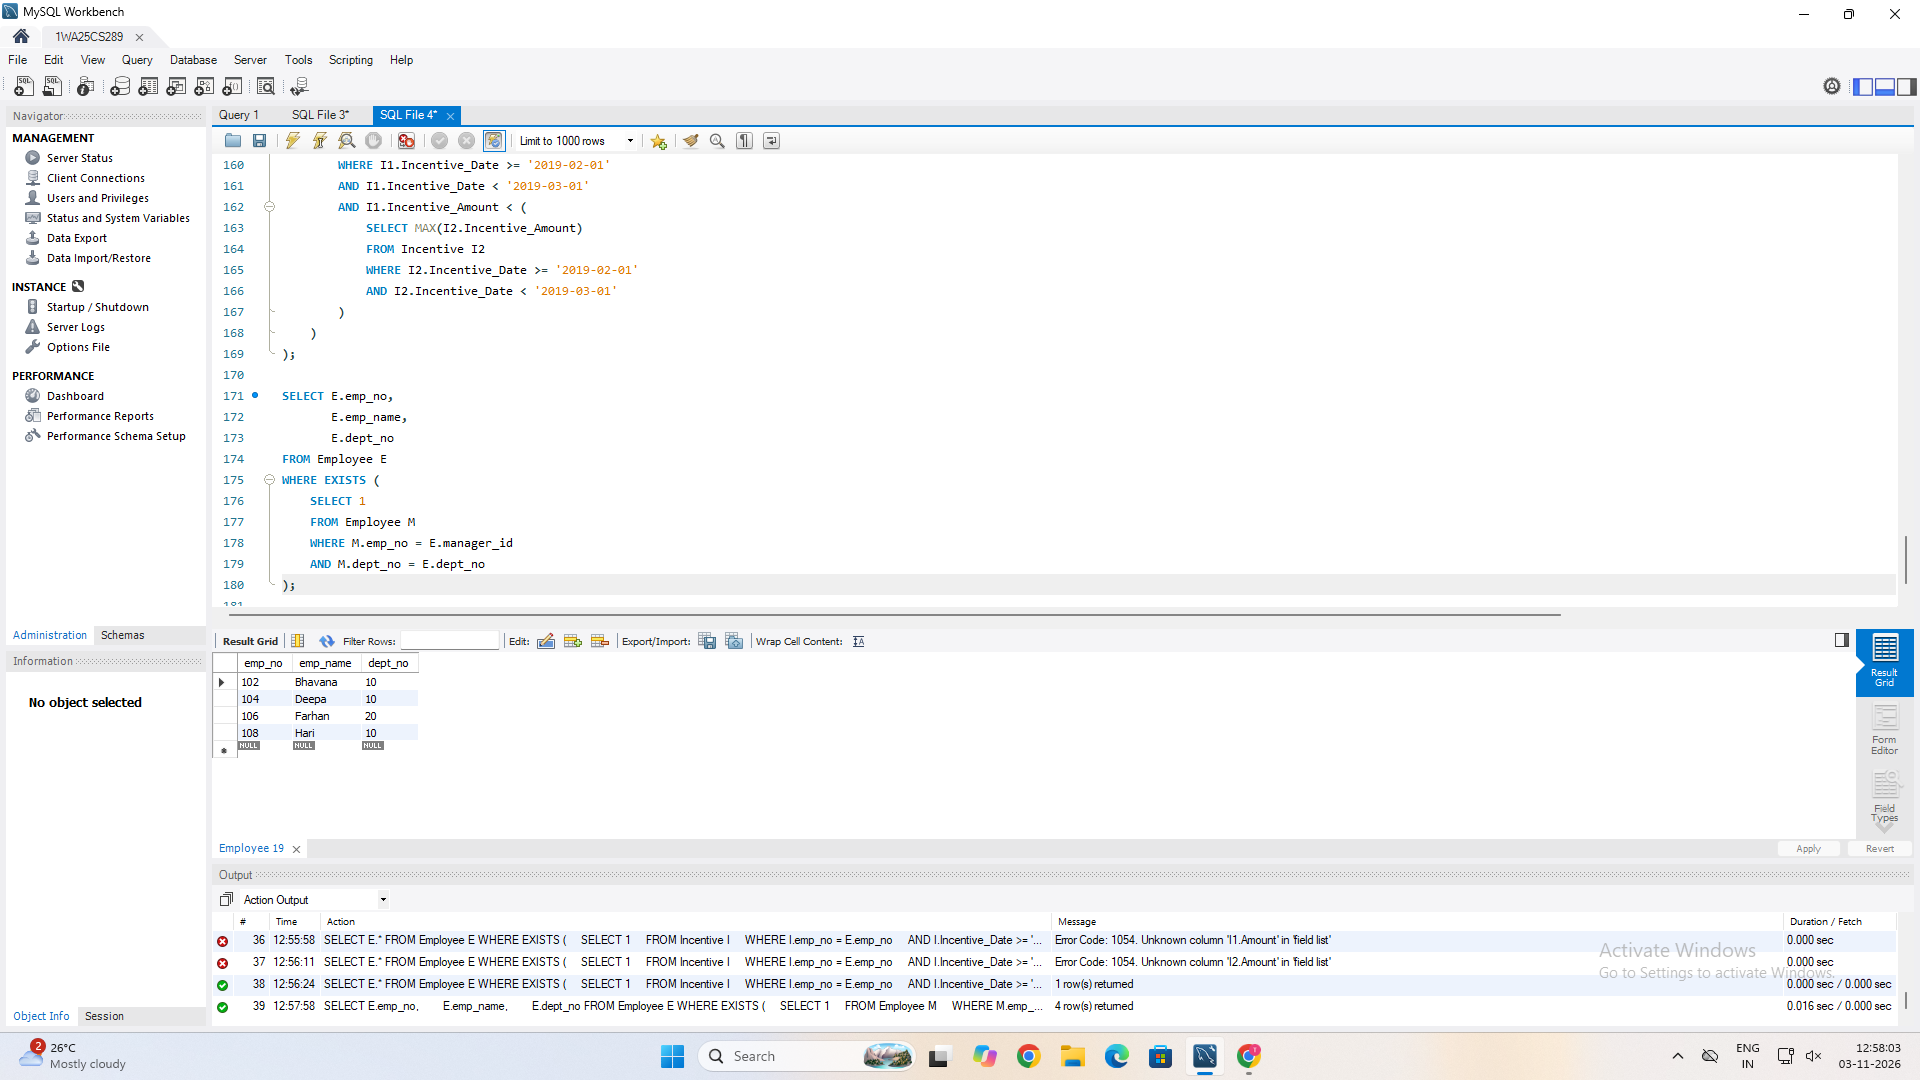 MySQL Workbench
1WA25CS289
File Edit View Query Database Server Tools Scripting Help
Navigator
MANAGEMENT
Server Status
Client Connections
Users and Privileges
Status and System Variables
Data Export
Data Import/Restore
INSTANCE
Startup / Shutdown
Server Logs
Options File
PERFORMANCE
Dashboard
Performance Reports
Performance Schema Setup
Administration Schemas
Information
No object selected
Object Info Session
Query 1 SQL File 3* SQL File 4*
Limit to 1000 rows
160 WHERE I1.Incentive_Date >= '2019-02-01'
161 AND I1.Incentive_Date < '2019-03-01'
162 AND I1.Incentive_Amount < (
163 SELECT MAX(I2.Incentive_Amount)
164 FROM Incentive I2
165 WHERE I2.Incentive_Date >= '2019-02-01'
166 AND I2.Incentive_Date < '2019-03-01'
167 )
168 )
169 );
170
171 SELECT E.emp_no,
172 E.emp_name,
173 E.dept_no
174 FROM Employee E
175 WHERE EXISTS (
176 SELECT 1
177 FROM Employee M
178 WHERE M.emp_no = E.manager_id
179 AND M.dept_no = E.dept_no
180 );
181
Result Grid Filter Rows: Edit: Export/Import: Wrap Cell Content:
emp_no emp_name dept_no
102 Bhavana 10
104 Deepa 10
106 Farhan 20
108 Hari 10
NULL NULL NULL
Result Grid
Form Editor
Field Types
Employee 19
Apply Revert
Output
Action Output
# Time Action Message Duration / Fetch
36 12:55:58 SELECT E.* FROM Employee E WHERE EXISTS ( SELECT 1 FROM Incentive I WHERE I.emp_no = E.emp_no AND I.Incentive_Date >= '... Error Code: 1054. Unknown column 'I1.Amount' in 'field list' 0.000 sec
37 12:56:11 SELECT E.* FROM Employee E WHERE EXISTS ( SELECT 1 FROM Incentive I WHERE I.emp_no = E.emp_no AND I.Incentive_Date >= '... Error Code: 1054. Unknown column 'I2.Amount' in 'field list' 0.000 sec
38 12:56:24 SELECT E.* FROM Employee E WHERE EXISTS ( SELECT 1 FROM Incentive I WHERE I.emp_no = E.emp_no AND I.Incentive_Date >= '... 1 row(s) returned 0.000 sec / 0.000 sec
39 12:57:58 SELECT E.emp_no, E.emp_name, E.dept_no FROM Employee E WHERE EXISTS ( SELECT 1 FROM Employee M WHERE M.emp_... 4 row(s) returned 0.016 sec / 0.000 sec
Activate Windows
Go to Settings to activate Windows.
2
26°C
Mostly cloudy
Search
ENG
IN
12:58:03
03-11-2026